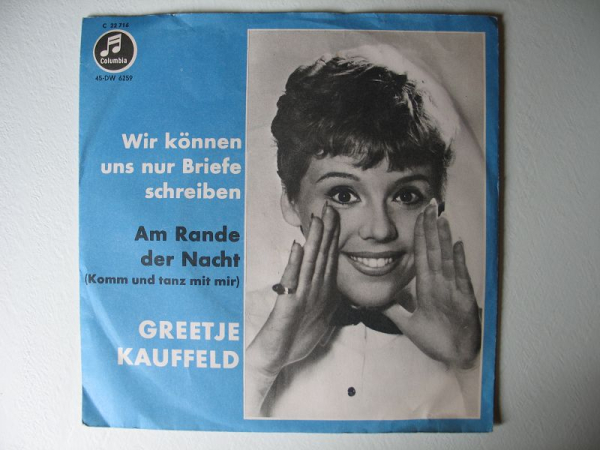 C 22 214
Columbia
45-DW 6259
Wir können
uns nur Briefe
schreiben
Am Rande
der Nacht
(Komm und tanz mit mir)
GREETJE
KAUFFELD